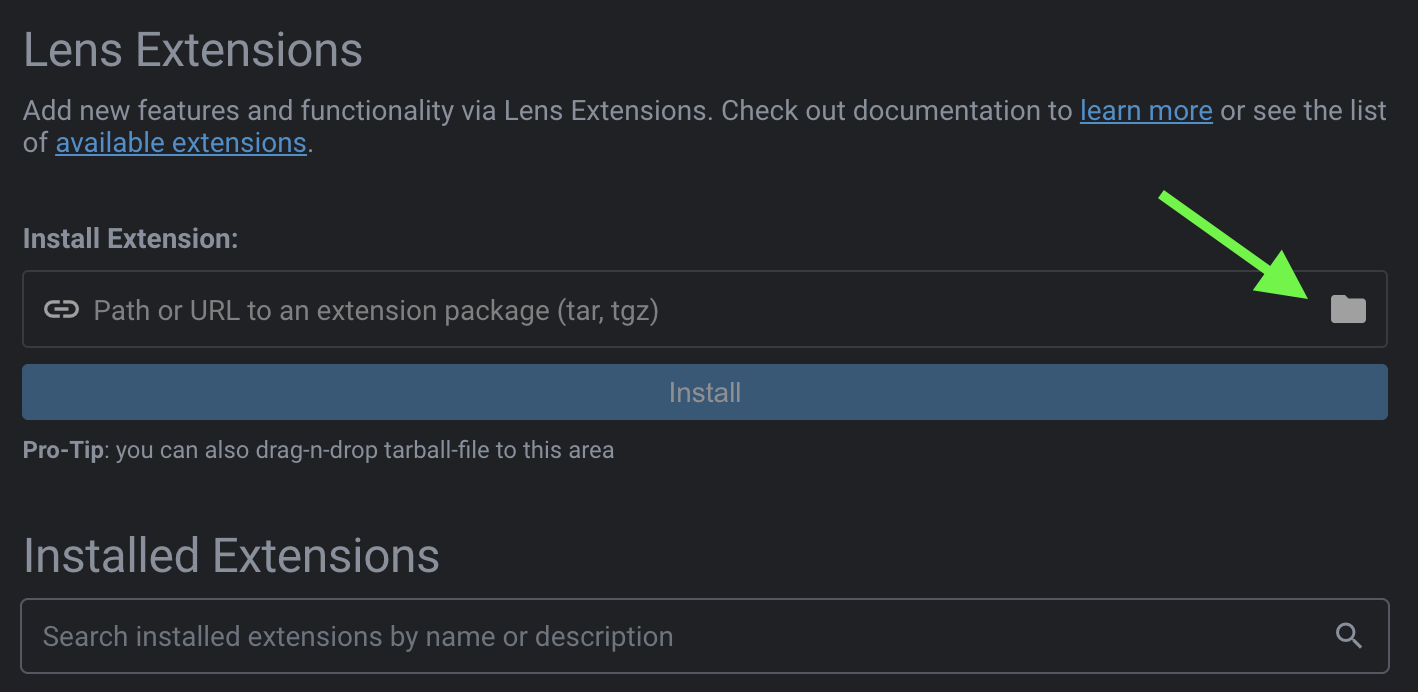 Lens Extensions
Add new features and functionality via Lens Extensions. Check out documentation to learn more or see the list
of available extensions.
Install Extension:
Path or URL to an extension package (tar, tgz)
Install
Pro-Tip: you can also drag-n-drop tarball-file to this area
Installed Extensions
Search installed extensions by name or description